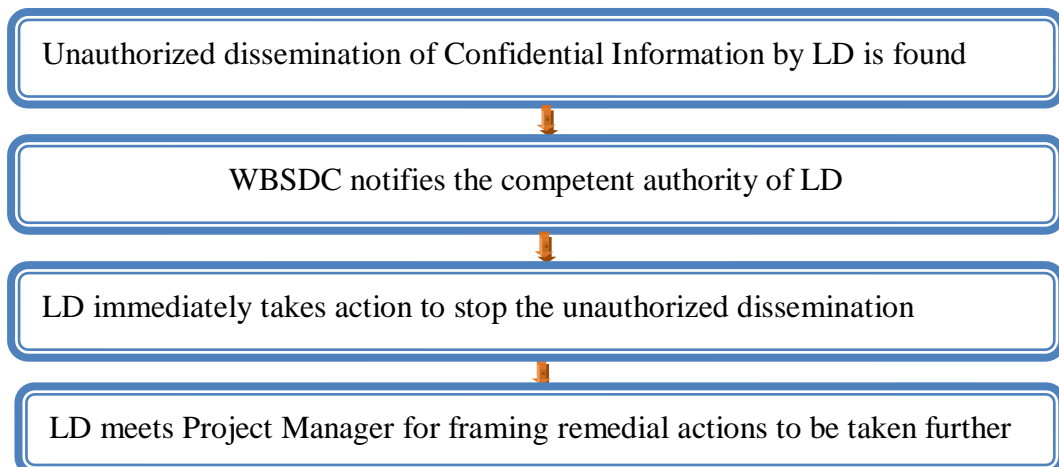 Unauthorized dissemination of Confidential Information by LD is found
WBSDC notifies the competent authority of LD
LD immediately takes action to stop the unauthorized dissemination
LD meets Project Manager for framing remedial actions to be taken further